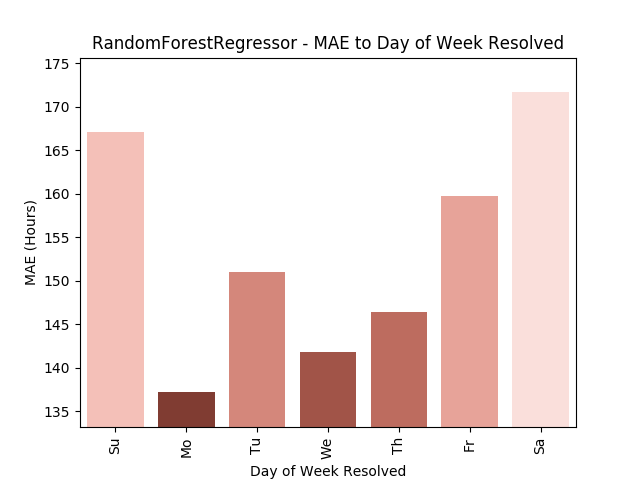 RandomForestRegressor - MAE to Day of Week Resolved
175
170
165
160
155
150
145
140
135
MAE (Hours)
Su Mo Tu We Th Fr Sa
Day of Week Resolved